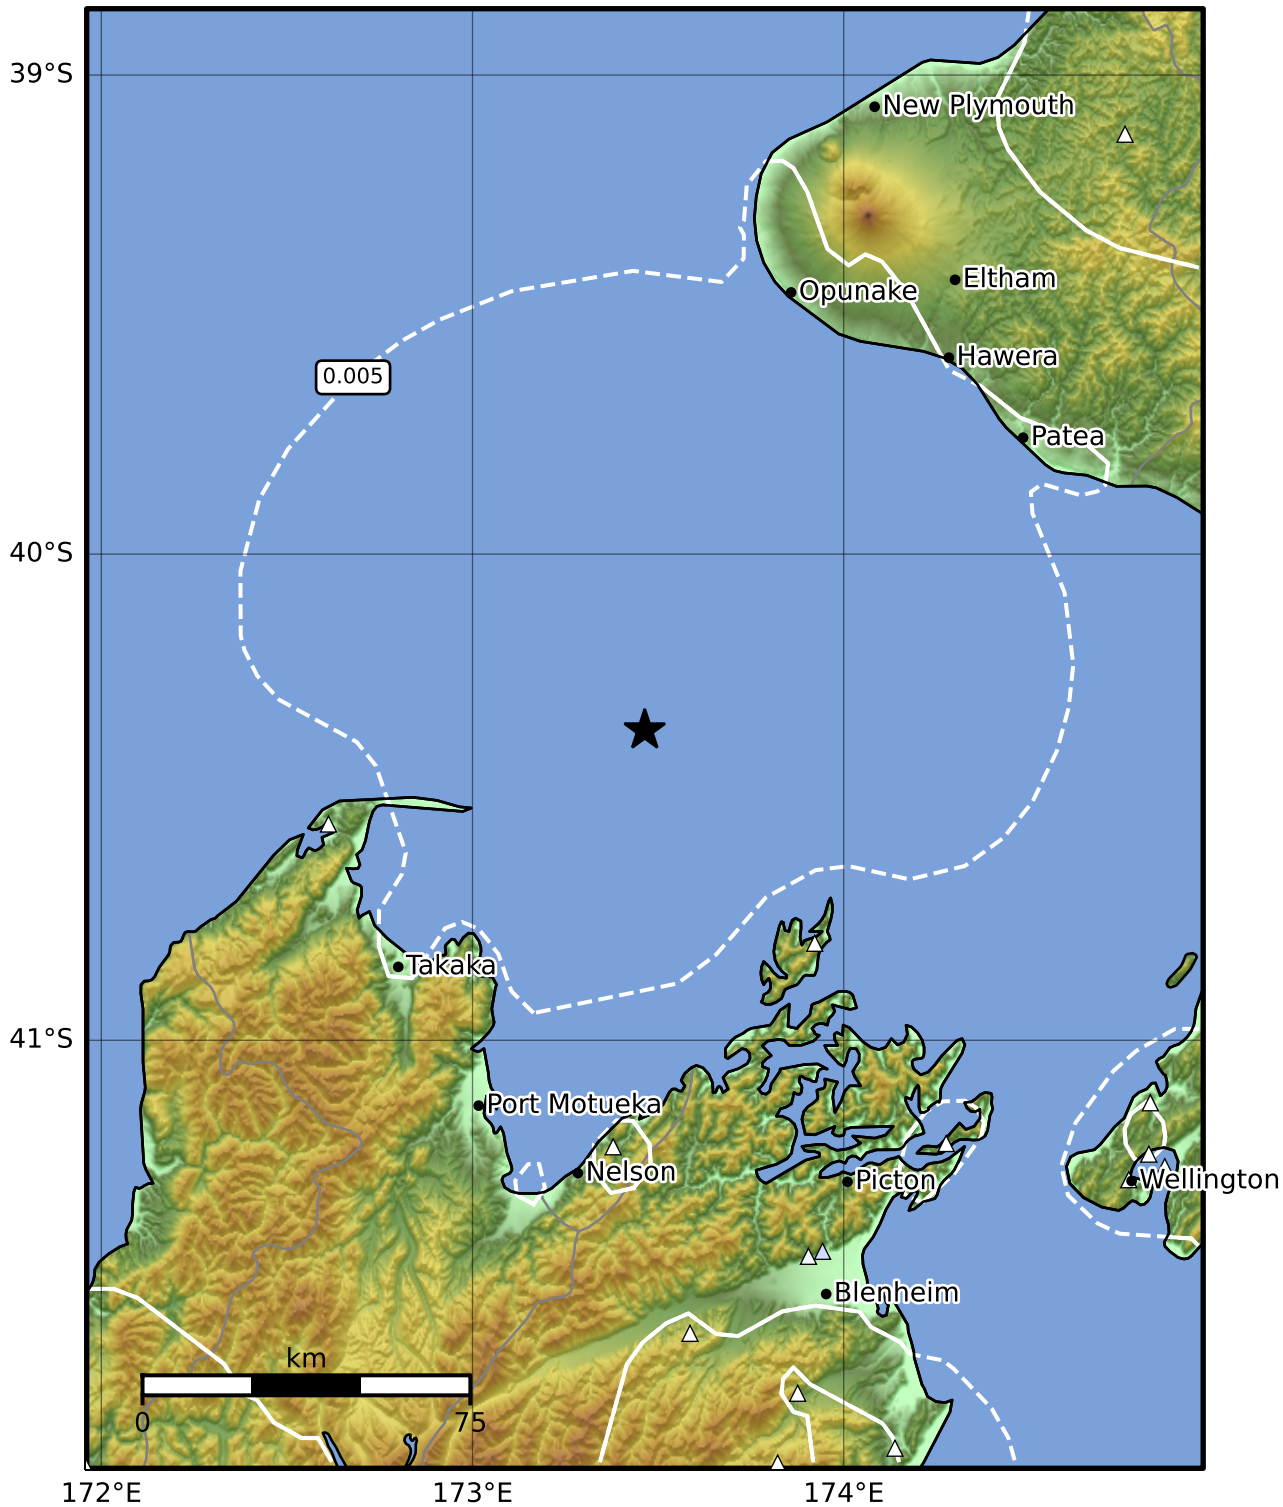 39°S
New Plymouth
Eltham
Opunake
Hawera
0.005
Patea
40°S
Takaka
41°S
Port Motueka
Nelson
Picton
Wellington
Blenheim
km
0 75
172°E 173°E 174°E